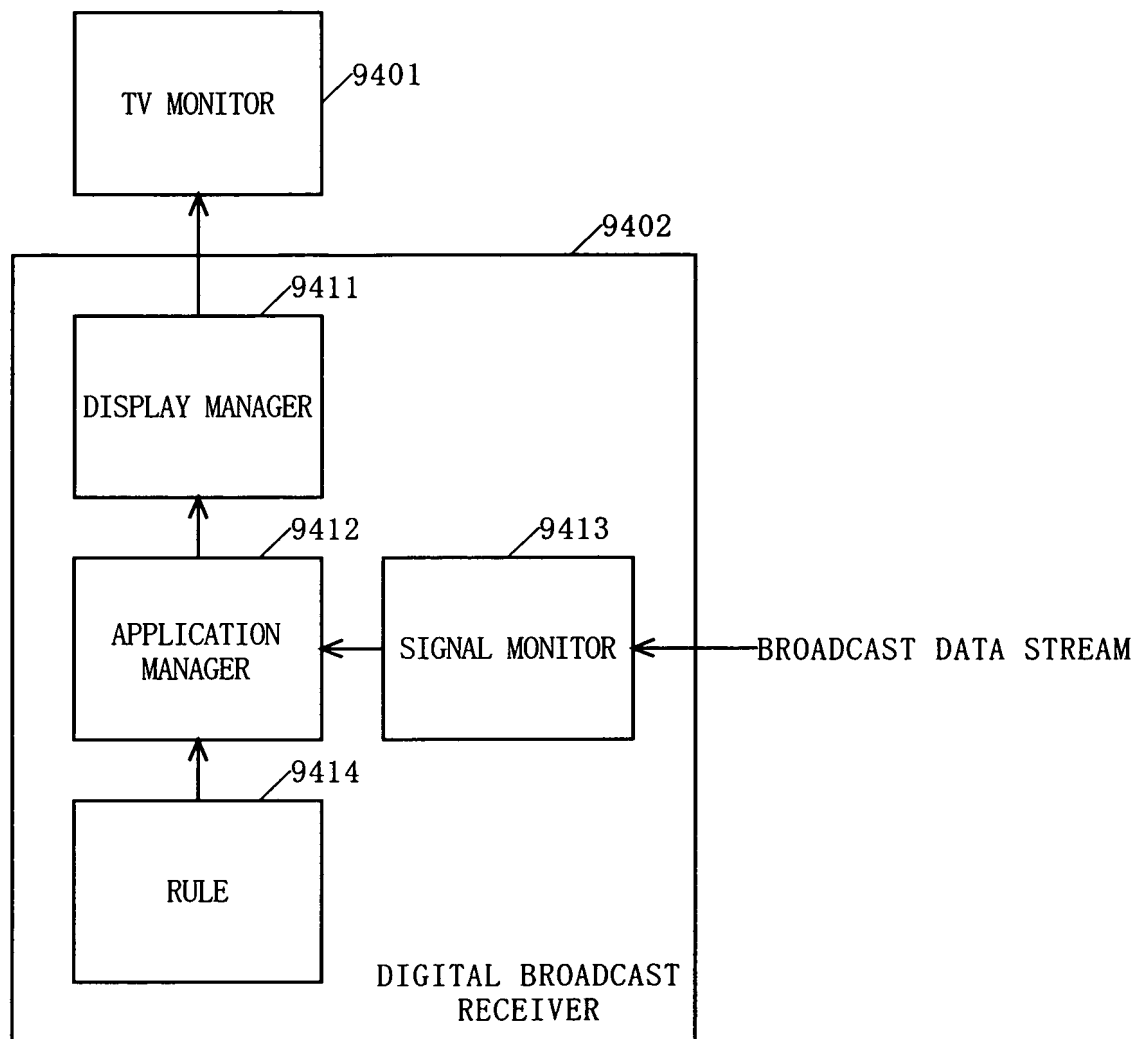 9401
TV MONITOR
9402
9411
DISPLAY MANAGER
9412
9413
APPLICATION
MANAGER
SIGNAL MONITOR
BROADCAST DATA STREAM
9414
RULE
DIGITAL BROADCAST
RECEIVER